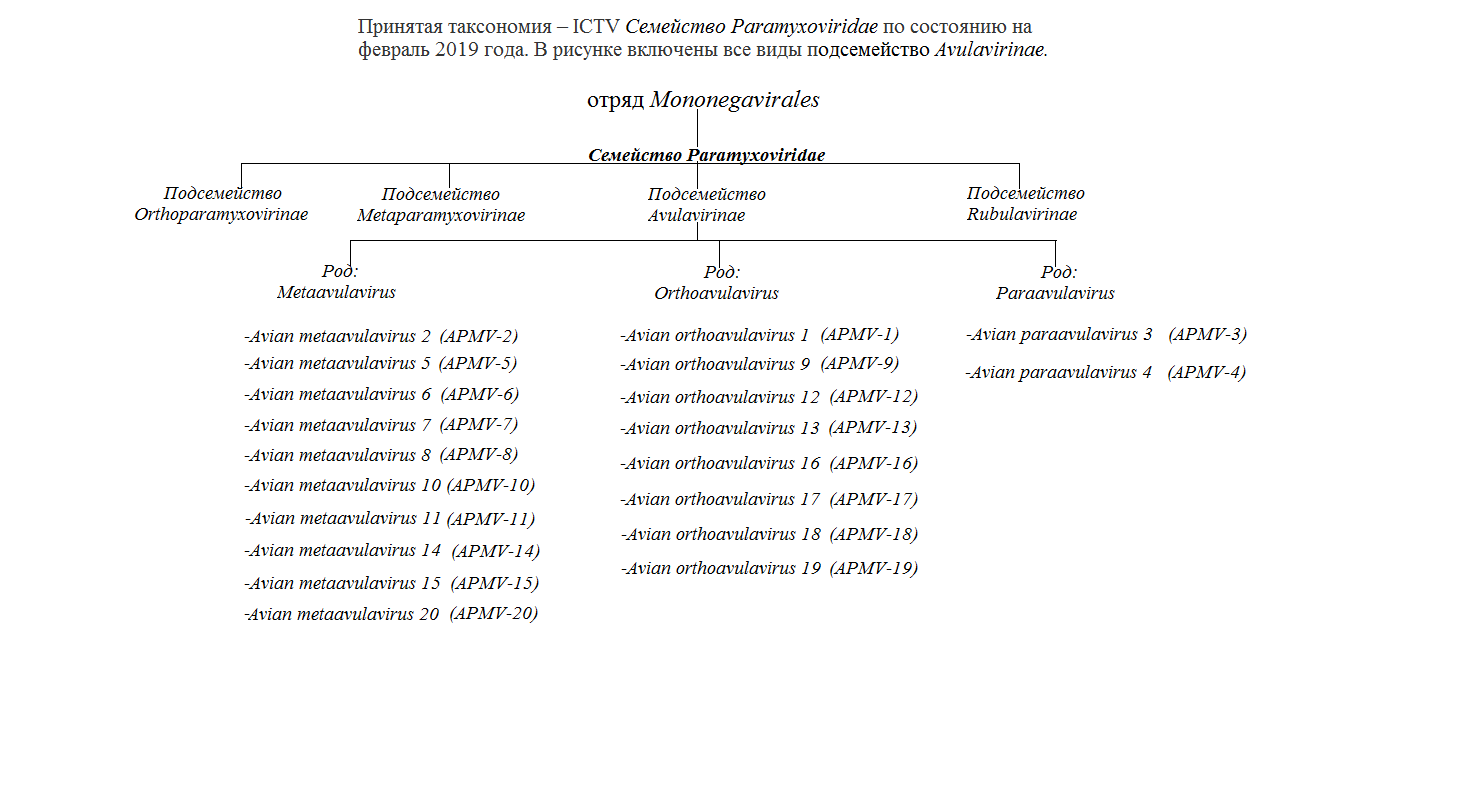 Принятая таксономия – ICTV Семейство Paramyxoviridae по состоянию на
февраль 2019 года. В рисунке включены все виды подсемейство Avulavirinae.
отряд Mononegavirales
Семейство Paramyxoviridae
Подсемейство
Orthoparamyxovirinae
Подсемейство
Metaparamyxovirinae
Подсемейство
Avulavirinae
Подсемейство
Rubulavirinae
Род:
Metaavulavirus
-Avian metaavulavirus 2 (APMV-2)
-Avian metaavulavirus 5 (APMV-5)
-Avian metaavulavirus 6 (APMV-6)
-Avian metaavulavirus 7 (APMV-7)
-Avian metaavulavirus 8 (APMV-8)
-Avian metaavulavirus 10 (APMV-10)
-Avian metaavulavirus 11 (APMV-11)
-Avian metaavulavirus 14 (APMV-14)
-Avian metaavulavirus 15 (APMV-15)
-Avian metaavulavirus 20 (APMV-20)
Род:
Orthoavulavirus
-Avian orthoavulavirus 1 (APMV-1)
-Avian orthoavulavirus 9 (APMV-9)
-Avian orthoavulavirus 12 (APMV-12)
-Avian orthoavulavirus 13 (APMV-13)
-Avian orthoavulavirus 16 (APMV-16)
-Avian orthoavulavirus 17 (APMV-17)
-Avian orthoavulavirus 18 (APMV-18)
-Avian orthoavulavirus 19 (APMV-19)
Род:
Paraavulavirus
-Avian paraavulavirus 3 (APMV-3)
-Avian paraavulavirus 4 (APMV-4)